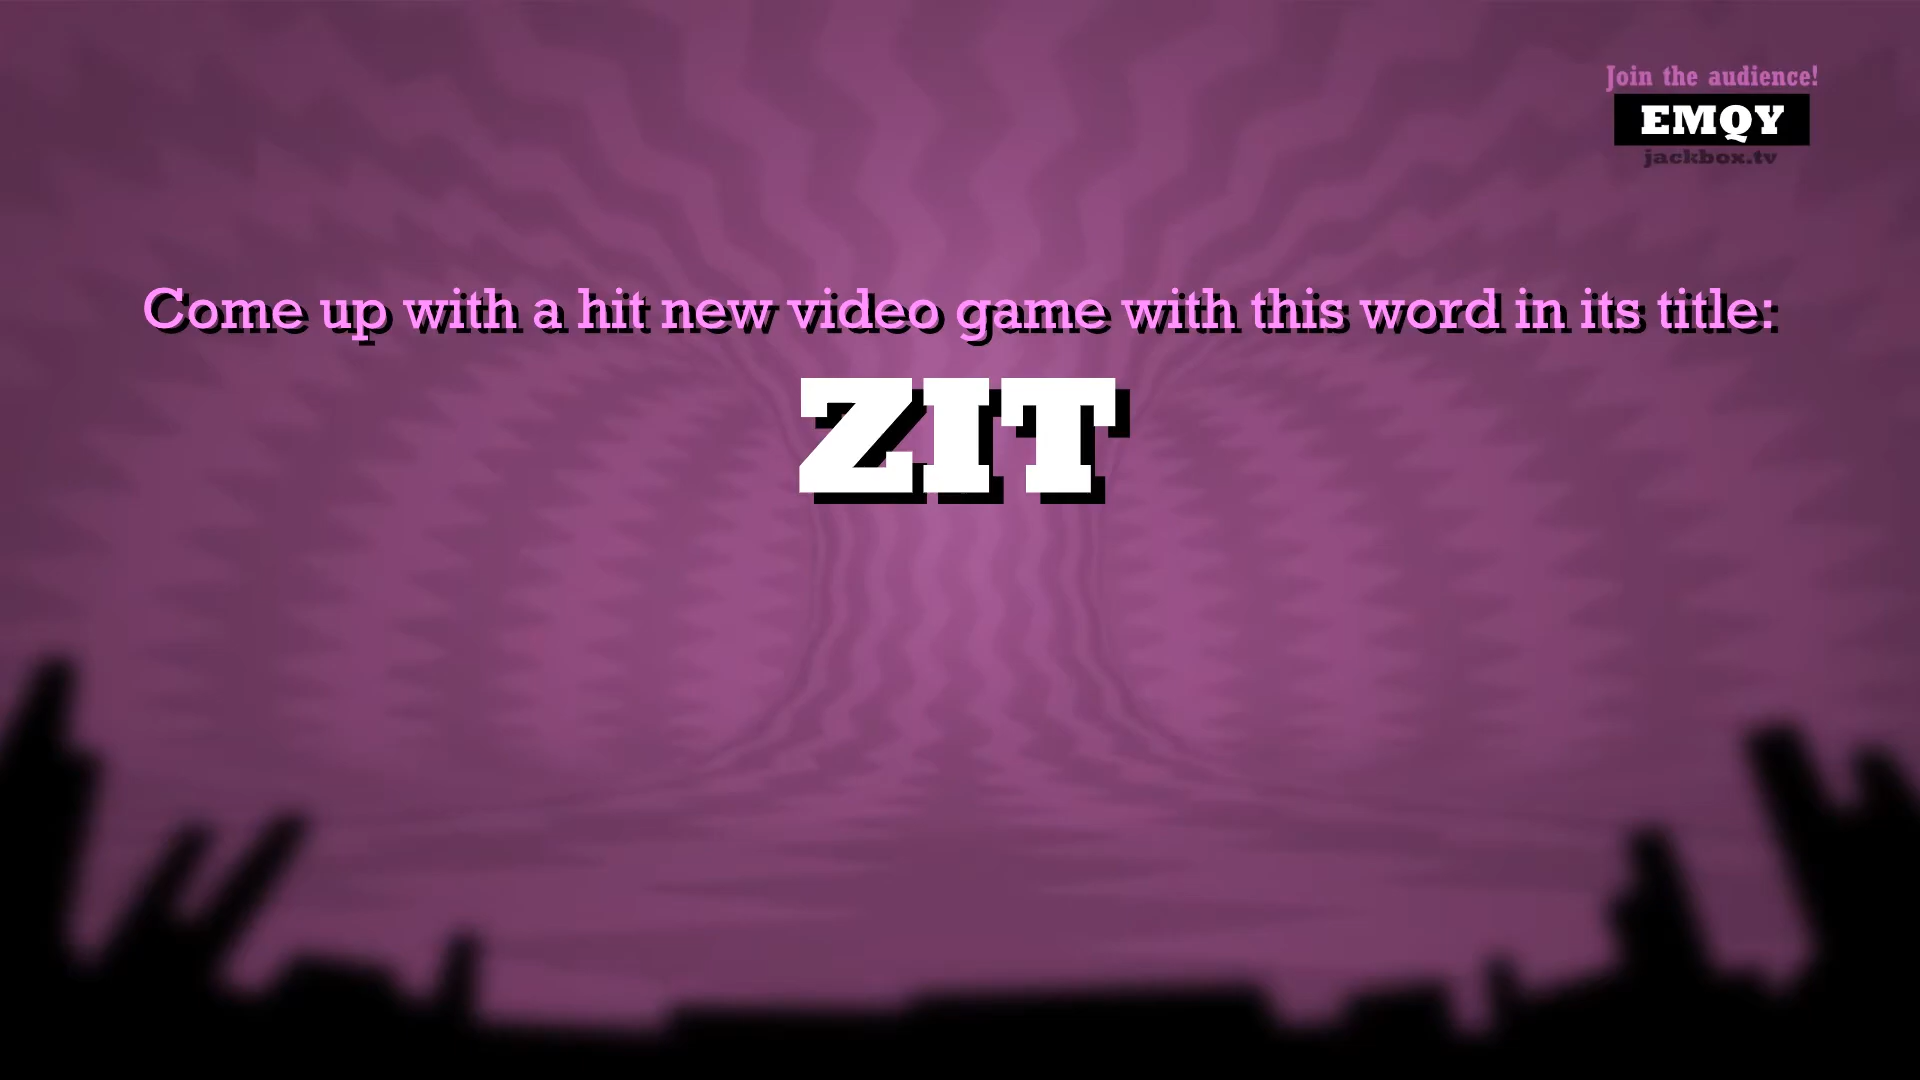 Join the audience!
EMQY
jackbox.tv
Come up with a hit new video game with this word in its title:
ZIT